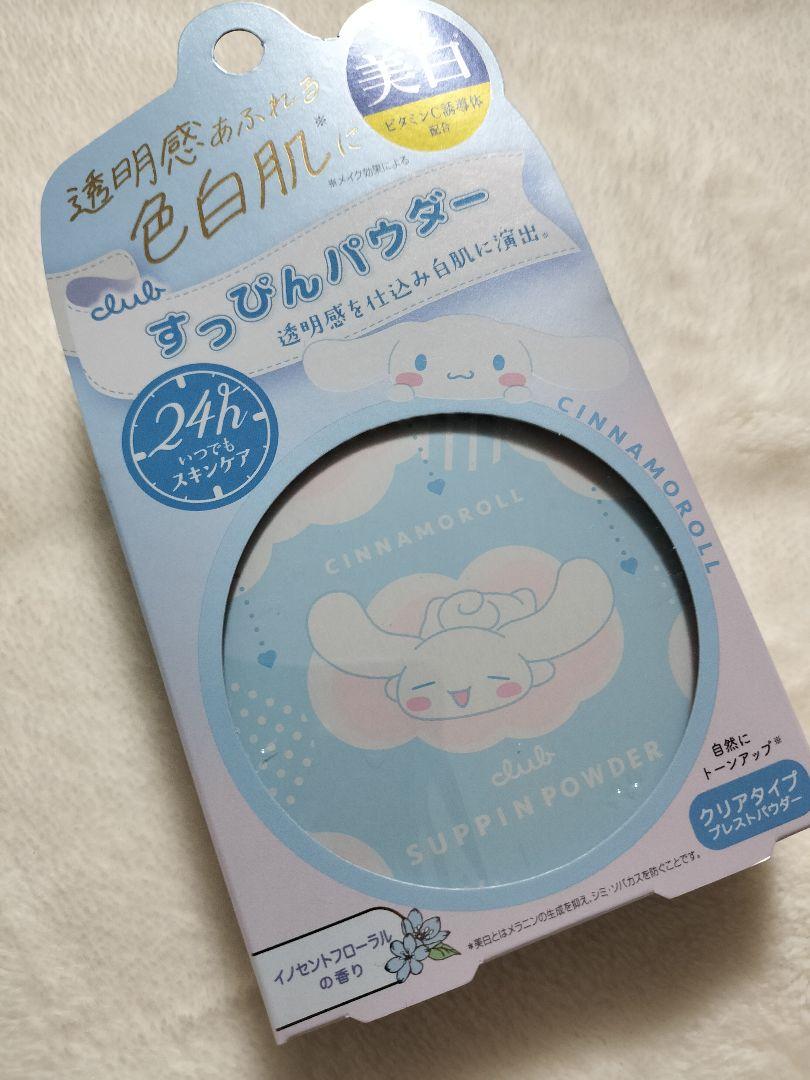 美白
ビタミンC誘導体
配合
透明感あふれる
色白肌※に
※メイク効果による
club
すっぴんパウダー
透明感を仕込み白肌に演出※
24h
いつでも
スキンケア
CINNAMOROLL
CINNAMOROLL
club
SUPPIN POWDER
自然に
トーンアップ※
クリアタイプ
プレストパウダー
*美白とはメラニンの生成を抑え、シミ・ソバカスを防ぐことです。
イノセントフローラル
の香り